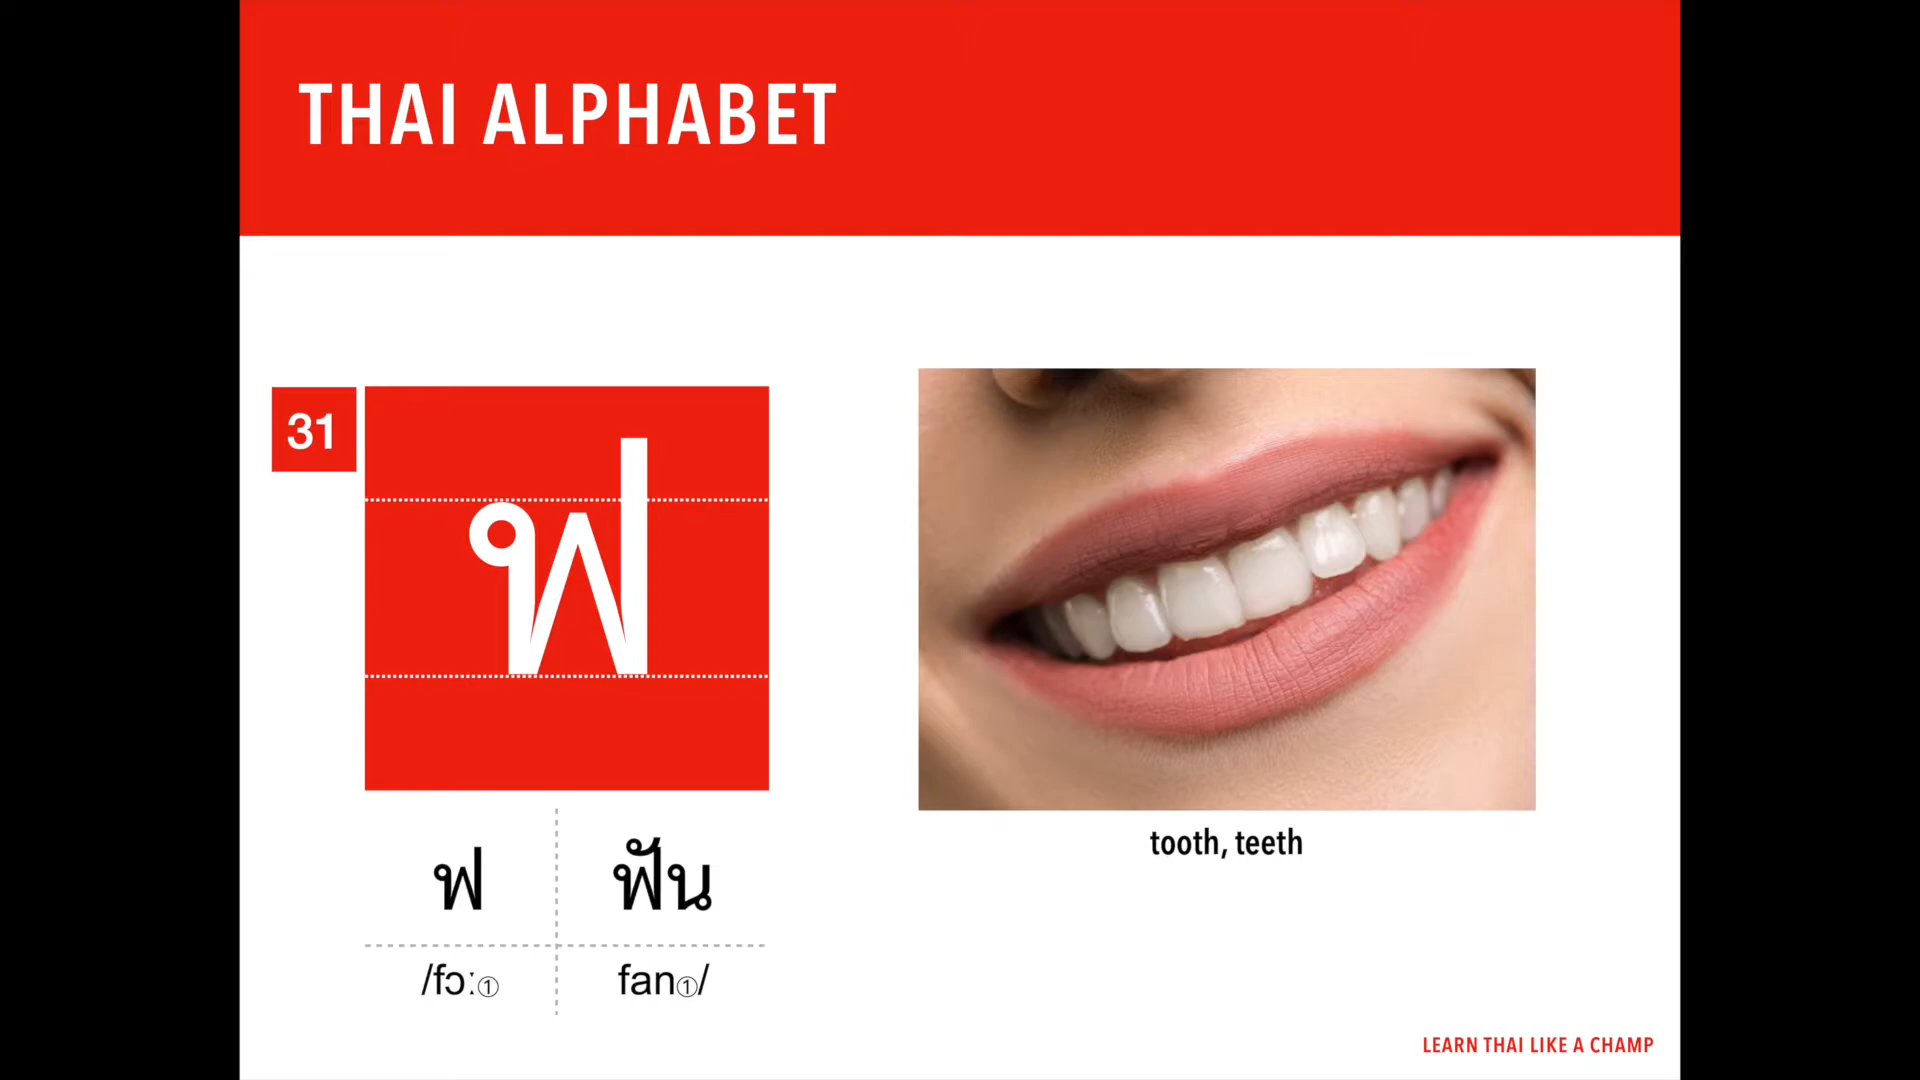 THAI ALPHABET
31
ฟ
ฟ ฟัน
/fɔː① fan①/
tooth, teeth
LEARN THAI LIKE A CHAMP